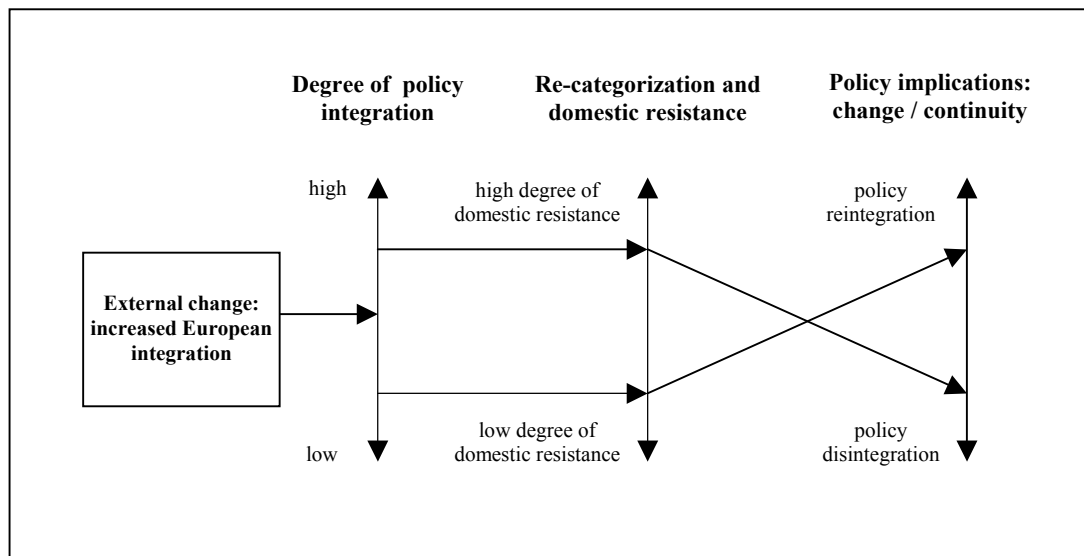 Degree of policy
integration
Re-categorization and
domestic resistance
Policy implications:
change / continuity
high
high degree of
domestic resistance
policy
reintegration
External change:
increased European
integration
low
low degree of
domestic resistance
policy
disintegration